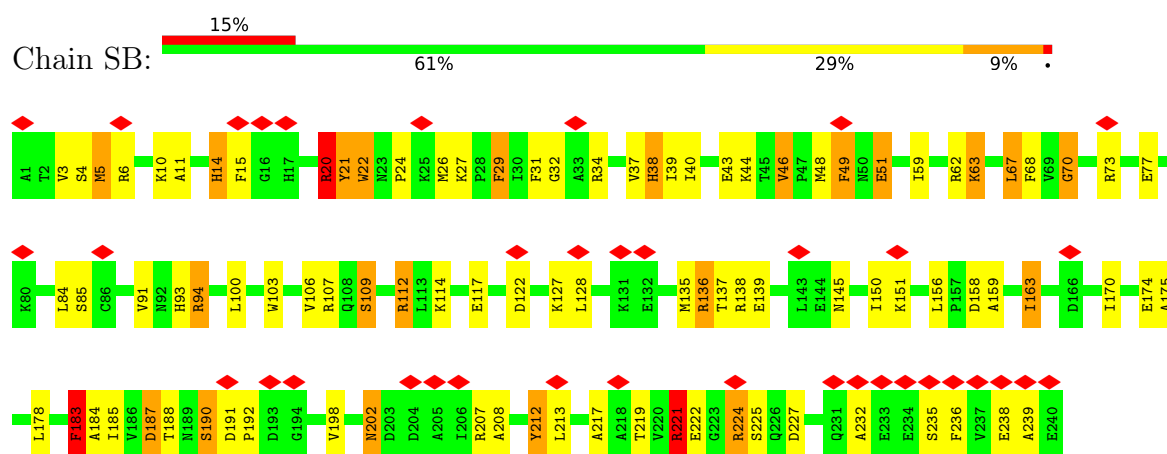 15%
Chain SB:
61% 29% 9% •
A1 T2 V3 S4 M5 R6 K10 A11 H14 F15 G16 H17 R20 Y21 W22 N23 P24 K25 M26 K27 P28 F29 I30 F31 G32 A33 R34 V37 H38 I39 I40 E43 K44 T45 V46 P47 M48 F49 N50 E51 I59 R62 K63 L67 F68 V69 G70 R73 E77
K80 L84 S85 C86 V91 N92 H93 R94 L100 W103 V106 R107 Q108 S109 R112 L113 K114 E117 D122 K127 L128 K131 E132 M135 R136 T137 R138 E139 L143 E144 N145 I150 K151 L156 P157 D158 A159 I163 D166 I170 E174 A175
L178 F183 A184 I185 V186 D187 T188 N189 S190 D191 P192 D193 G194 V198 N202 D203 D204 A205 I206 R207 A208 Y212 L213 A217 A218 T219 V220 R221 E222 G223 R224 S225 Q226 D227 Q231 A232 E233 E234 S235 F236 V237 E238 A239 E240